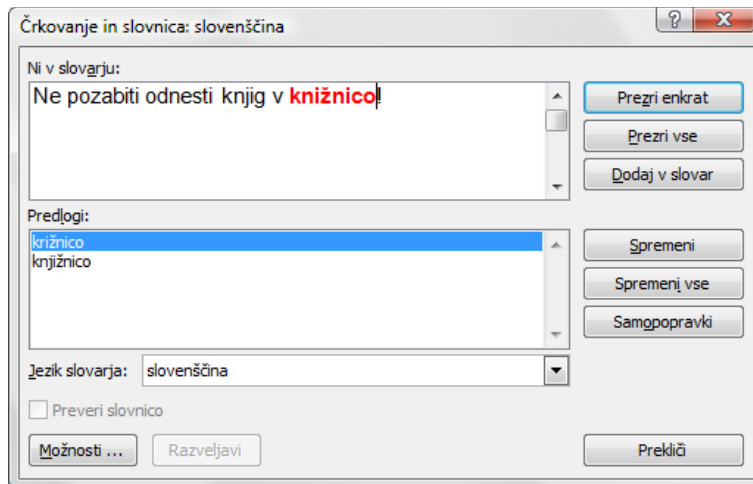 Črkovanje in slovnica: slovenščina
Ni v slovarju:
Ne pozabiti odnesti knjig v knižnico!
Prezri enkrat
Prezri vse
Dodaj v slovar
Predlogi:
križnico
knjižnico
Spremeni
Spremeni vse
Samopopravki
Jezik slovarja: slovenščina
Preveri slovnico
Možnosti ... Razveljavi Prekliči